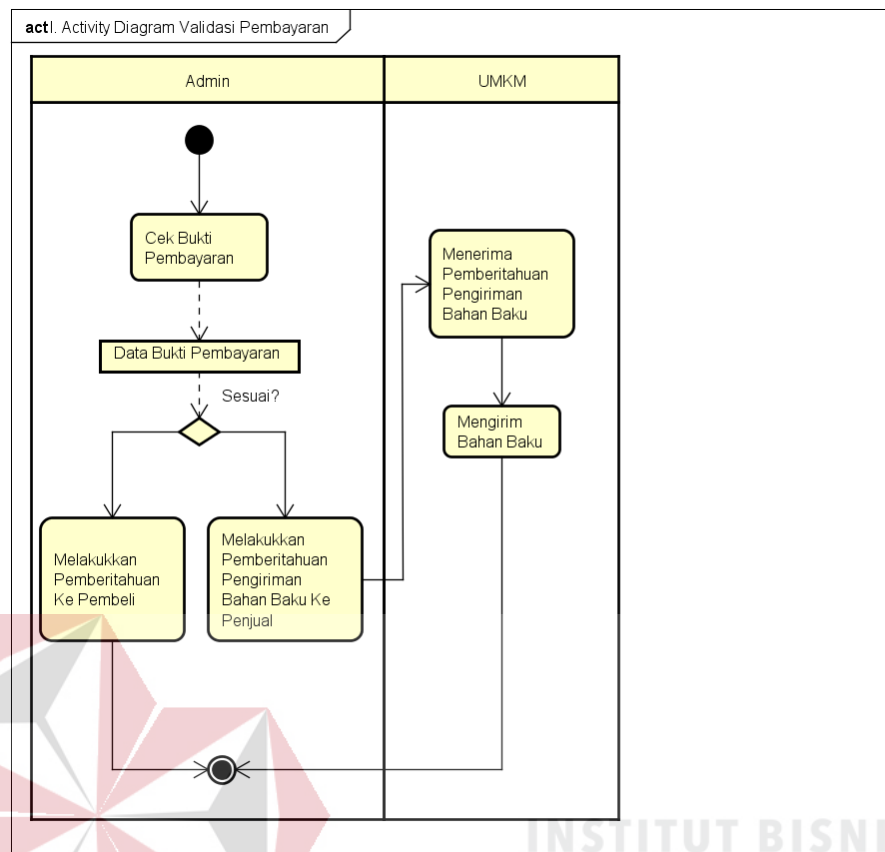 act I. Activity Diagram Validasi Pembayaran
Admin
UMKM
Cek Bukti
Pembayaran
Data Bukti Pembayaran
Sesuai?
Melakukkan
Pemberitahuan
Ke Pembeli
Melakukkan
Pemberitahuan
Pengiriman
Bahan Baku Ke
Penjual
Menerima
Pemberitahuan
Pengiriman
Bahan Baku
Mengirim
Bahan Baku
INSTITUT BISNI